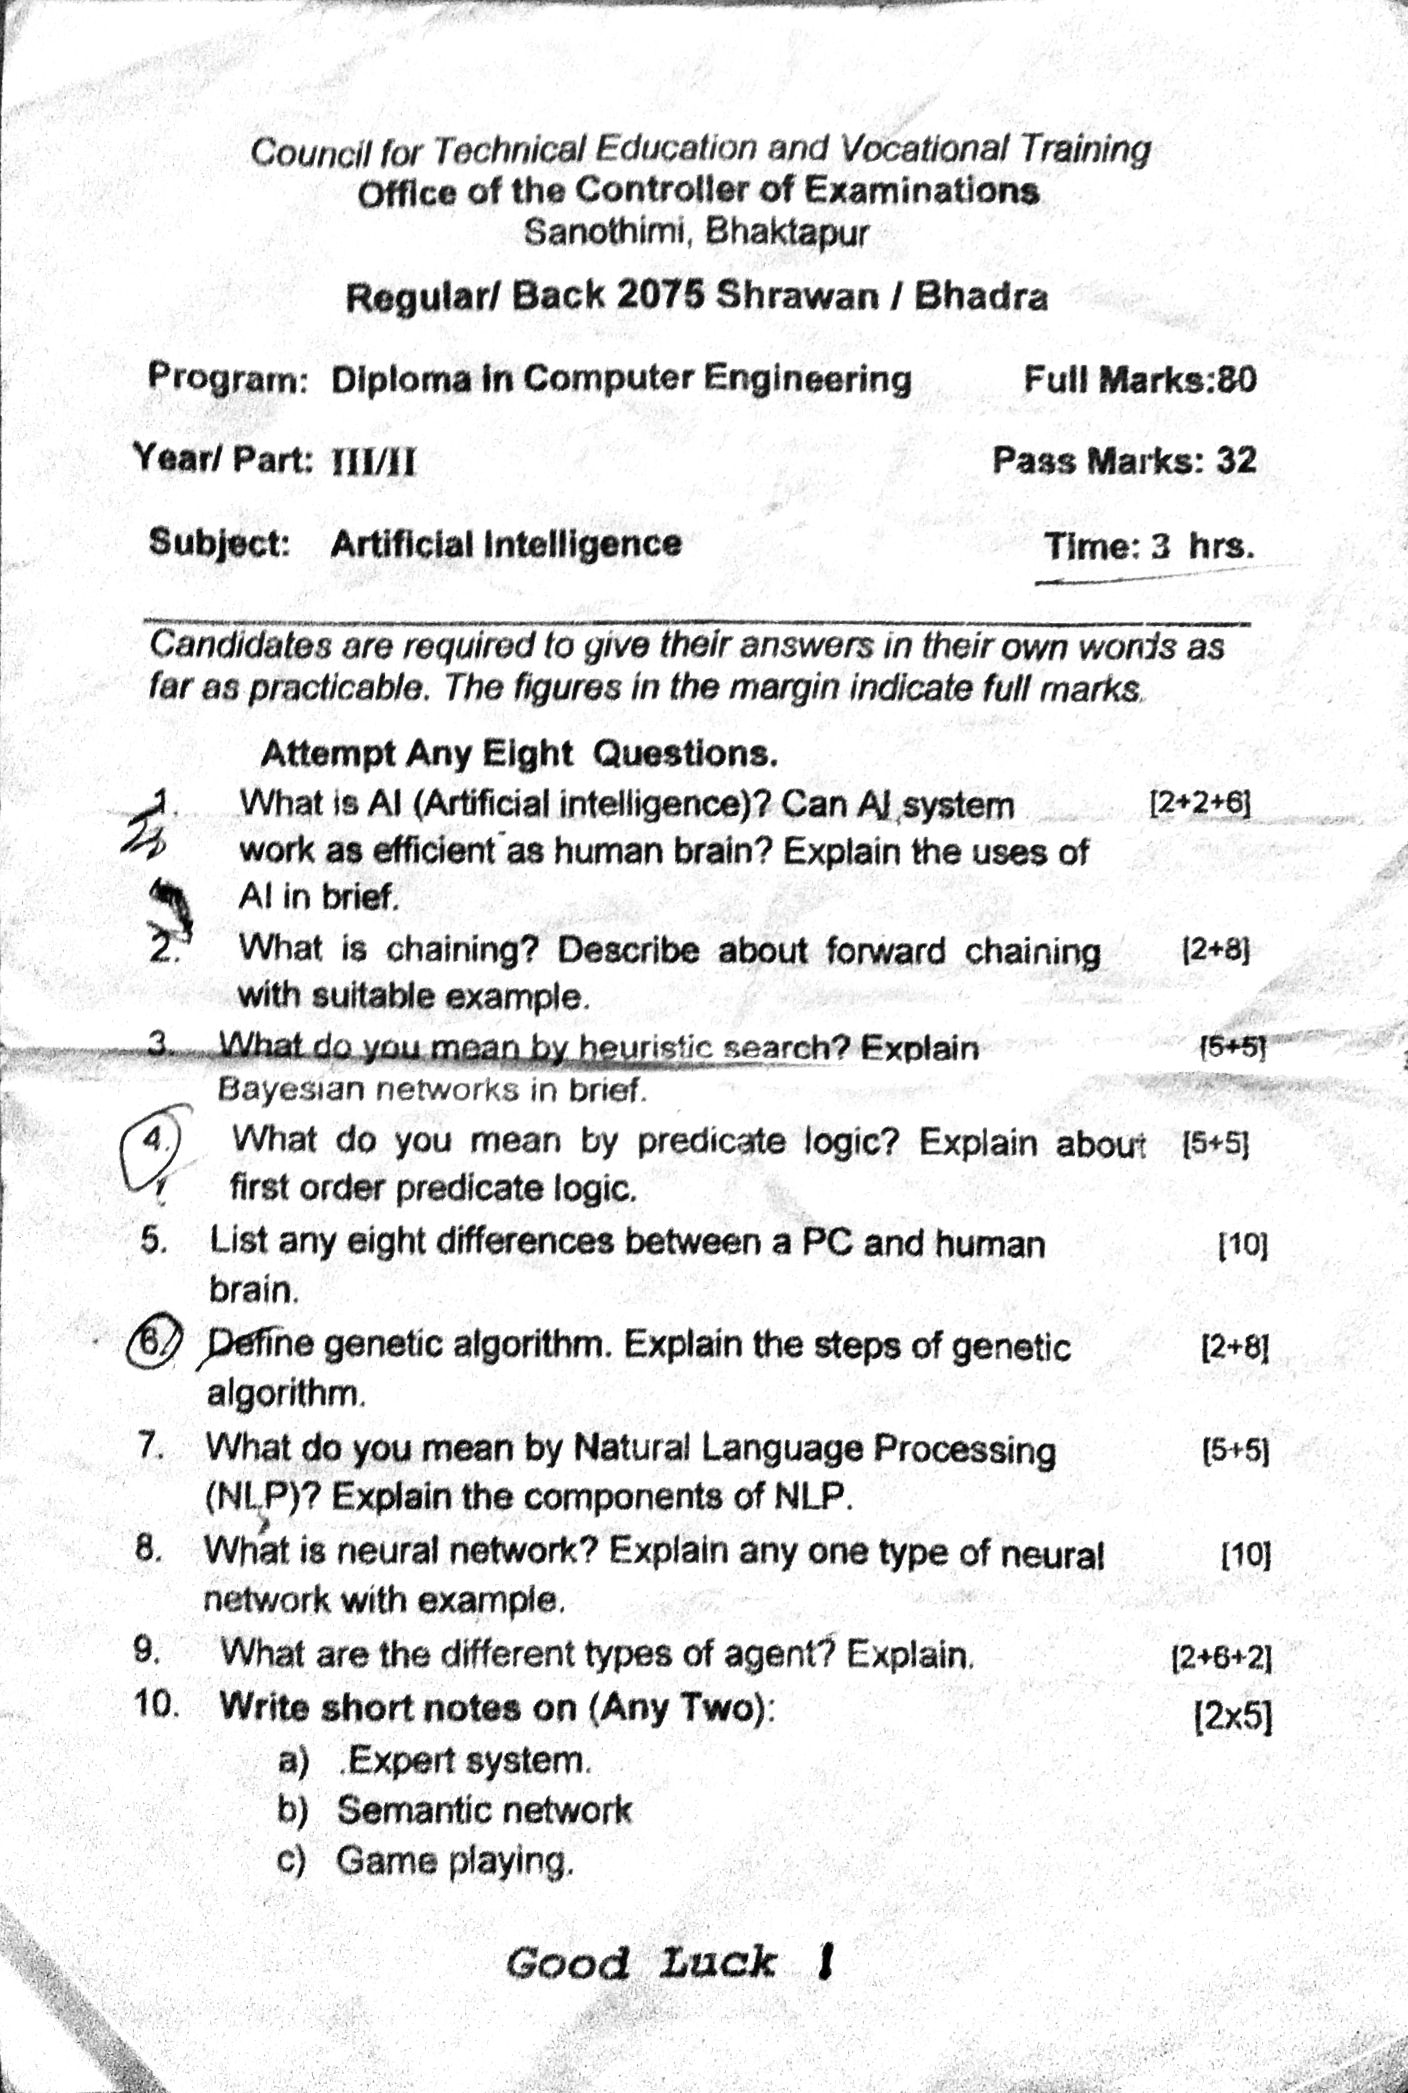 Council for Technical Education and Vocational Training
Office of the Controller of Examinations
Sanothimi, Bhaktapur
Regular/ Back 2075 Shrawan / Bhadra
Program: Diploma in Computer Engineering Full Marks:80
Year/ Part: III/II Pass Marks: 32
Subject: Artificial Intelligence Time: 3 hrs.
Candidates are required to give their answers in their own words as
far as practicable. The figures in the margin indicate full marks.
Attempt Any Eight Questions.
1. What is AI (Artificial intelligence)? Can AI system [2+2+6]
work as efficient as human brain? Explain the uses of
AI in brief.
2. What is chaining? Describe about forward chaining [2+8]
with suitable example.
3. What do you mean by heuristic search? Explain [5+5]
Bayesian networks in brief.
4. What do you mean by predicate logic? Explain about [5+5]
first order predicate logic.
5. List any eight differences between a PC and human [10]
brain.
6. Define genetic algorithm. Explain the steps of genetic [2+8]
algorithm.
7. What do you mean by Natural Language Processing [5+5]
(NLP)? Explain the components of NLP.
8. What is neural network? Explain any one type of neural [10]
network with example.
9. What are the different types of agent? Explain. [2+6+2]
10. Write short notes on (Any Two): [2x5]
a) .Expert system.
b) Semantic network
c) Game playing.
Good Luck !